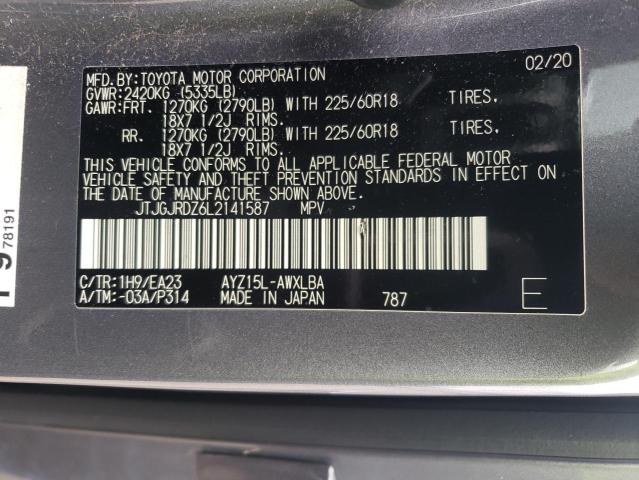 MFD.BY:TOYOTA MOTOR CORPORATION 02/20
GVWR:2420KG (5335LB)
GAWR:FRT. 1270KG (2790LB) WITH 225/60R18 TIRES,
18X7 1/2J RIMS.
RR. 1270KG (2790LB) WITH 225/60R18 TIRES,
18X7 1/2J RIMS.
THIS VEHICLE CONFORMS TO ALL APPLICABLE FEDERAL MOTOR
VEHICLE SAFETY AND THEFT PREVENTION STANDARDS IN EFFECT ON
THE DATE OF MANUFACTURE SHOWN ABOVE.
JTJGJRDZ6L2141587 MPV
C/TR:1H9/EA23 AYZ15L-AWXLBA
A/TM:-03A/P314 MADE IN JAPAN 787 E
78191